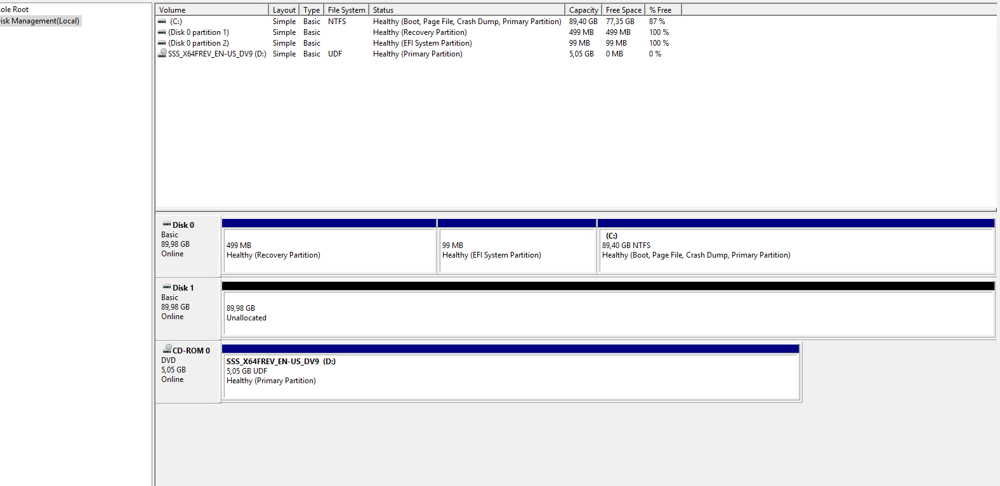 ole Root
isk Management(Local)
Volume Layout Type File System Status Capacity Free Space % Free
(C:) Simple Basic NTFS Healthy (Boot, Page File, Crash Dump, Primary Partition) 89,40 GB 77,35 GB 87 %
(Disk 0 partition 1) Simple Basic Healthy (Recovery Partition) 499 MB 499 MB 100 %
(Disk 0 partition 2) Simple Basic Healthy (EFI System Partition) 99 MB 99 MB 100 %
SSS_X64FREV_EN-US_DV9 (D:) Simple Basic UDF Healthy (Primary Partition) 5,05 GB 0 MB 0 %
Disk 0
Basic
89,98 GB
Online
499 MB
Healthy (Recovery Partition)
99 MB
Healthy (EFI System Partition)
(C:)
89,40 GB NTFS
Healthy (Boot, Page File, Crash Dump, Primary Partition)
Disk 1
Basic
89,98 GB
Online
89,98 GB
Unallocated
CD-ROM 0
DVD
5,05 GB
Online
SSS_X64FREV_EN-US_DV9 (D:)
5,05 GB UDF
Healthy (Primary Partition)